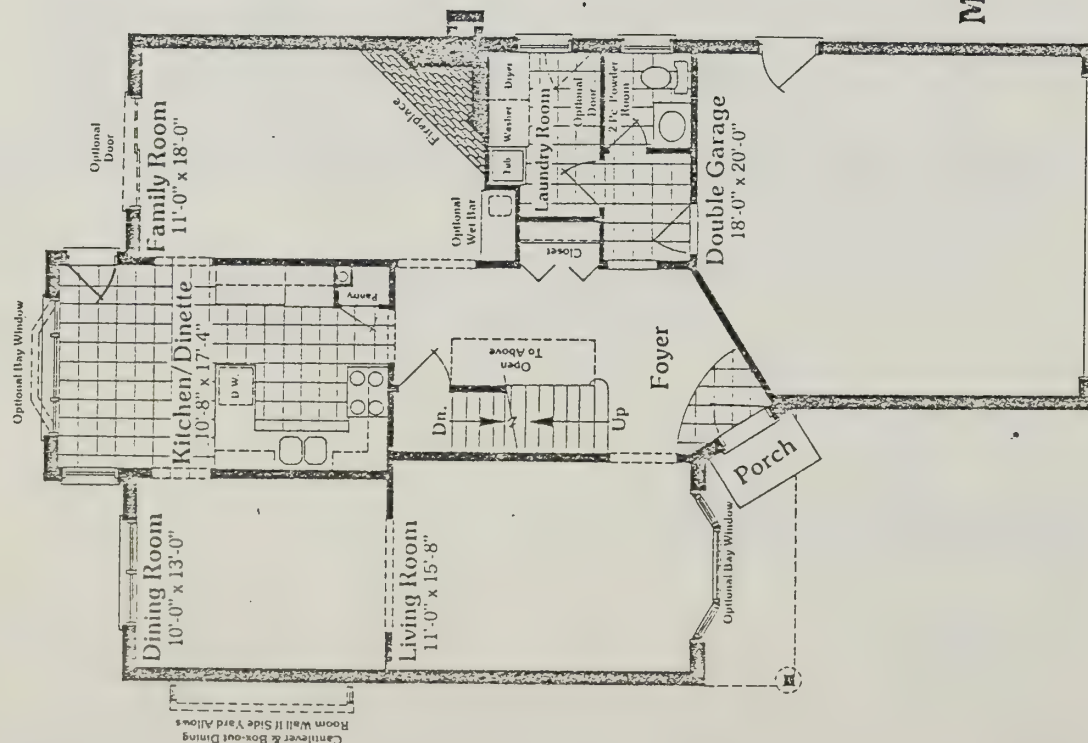 Optional Bay Window
Optional
Door
Family Room
11'-0" x 18'-0"
Fireplace
Kitchen/Dinette
10'-8" x 17'-4"
D.W.
Pantry
Optional
Wet Bar
Tub
Washer
Dryer
Laundry Room
Optional
Door
2 Pc. Powder
Room
Closet
Double Garage
18'-0" x 20'-0"
Dining Room
10'-0" x 13'-0"
Cantilever & Box-out Dining
Room Wall If Side Yard Allows
Living Room
11'-0" x 15'-8"
Dn.
Up
Open
To Above
Foyer
Porch
Optional Bay Window
M